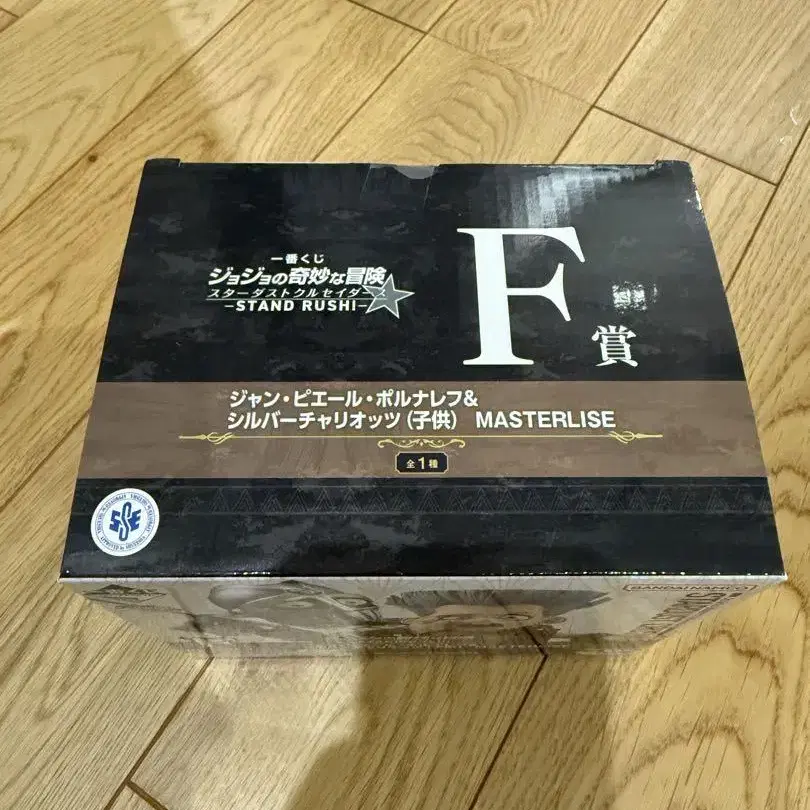 一番くじ
ジョジョの奇妙な冒険
スターダストクルセイダース
-STAND RUSH!-
F賞
ジャン・ピエール・ポルナレフ&
シルバーチャリオッツ(子供) MASTERLISE
全1種
BANDAI NAMCO